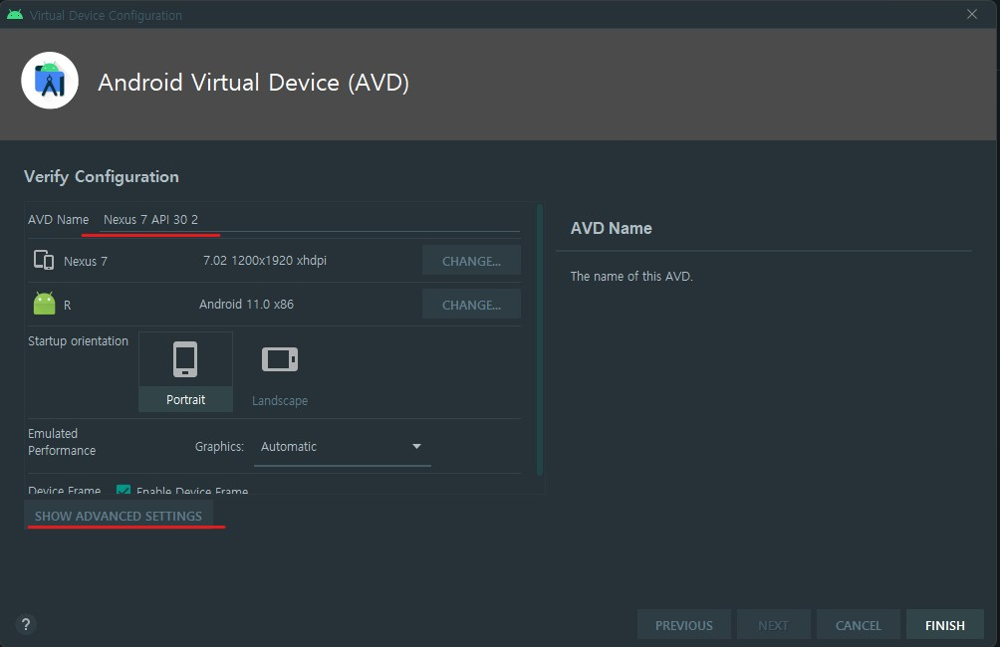 Virtual Device Configuration
Android Virtual Device (AVD)
Verify Configuration
AVD Name Nexus 7 API 30 2
Nexus 7 7.02 1200x1920 xhdpi CHANGE...
R Android 11.0 x86 CHANGE...
Startup orientation
Portrait
Landscape
Emulated
Performance
Graphics: Automatic
Device Frame Enable Device Frame
SHOW ADVANCED SETTINGS
AVD Name
The name of this AVD.
?
PREVIOUS NEXT CANCEL FINISH